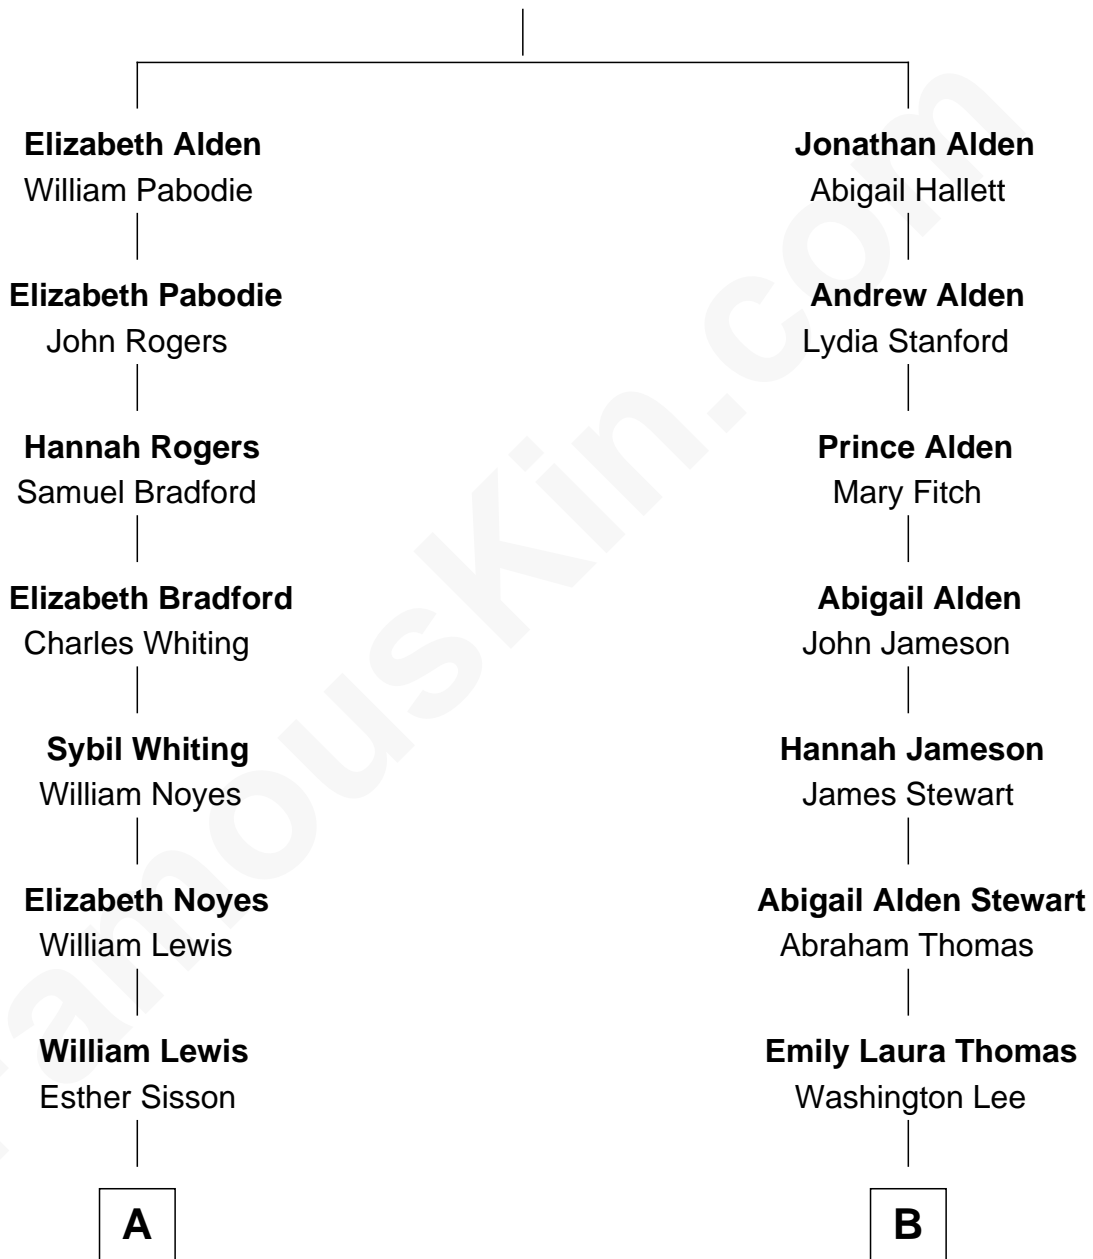 Elizabeth Alden
William Pabodie
Elizabeth Pabodie
John Rogers
Hannah Rogers
Samuel Bradford
Elizabeth Bradford
Charles Whiting
Sybil Whiting
William Noyes
Elizabeth Noyes
William Lewis
William Lewis
Esther Sisson
A
Jonathan Alden
Abigail Hallett
Andrew Alden
Lydia Stanford
Prince Alden
Mary Fitch
Abigail Alden
John Jameson
Hannah Jameson
James Stewart
Abigail Alden Stewart
Abraham Thomas
Emily Laura Thomas
Washington Lee
B
FamousKin.com